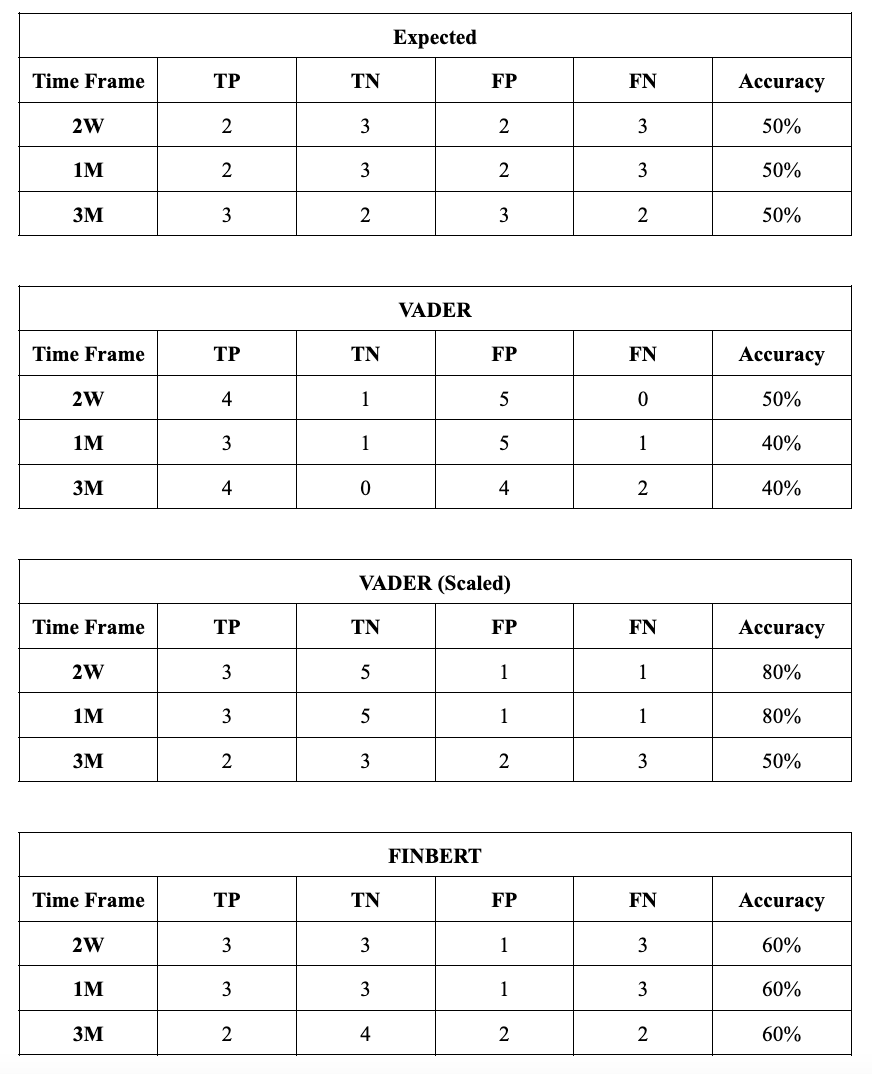 Expected
Time Frame TP TN FP FN Accuracy
2W 2 3 2 3 50%
1M 2 3 2 3 50%
3M 3 2 3 2 50%
VADER
Time Frame TP TN FP FN Accuracy
2W 4 1 5 0 50%
1M 3 1 5 1 40%
3M 4 0 4 2 40%
VADER (Scaled)
Time Frame TP TN FP FN Accuracy
2W 3 5 1 1 80%
1M 3 5 1 1 80%
3M 2 3 2 3 50%
FINBERT
Time Frame TP TN FP FN Accuracy
2W 3 3 1 3 60%
1M 3 3 1 3 60%
3M 2 4 2 2 60%